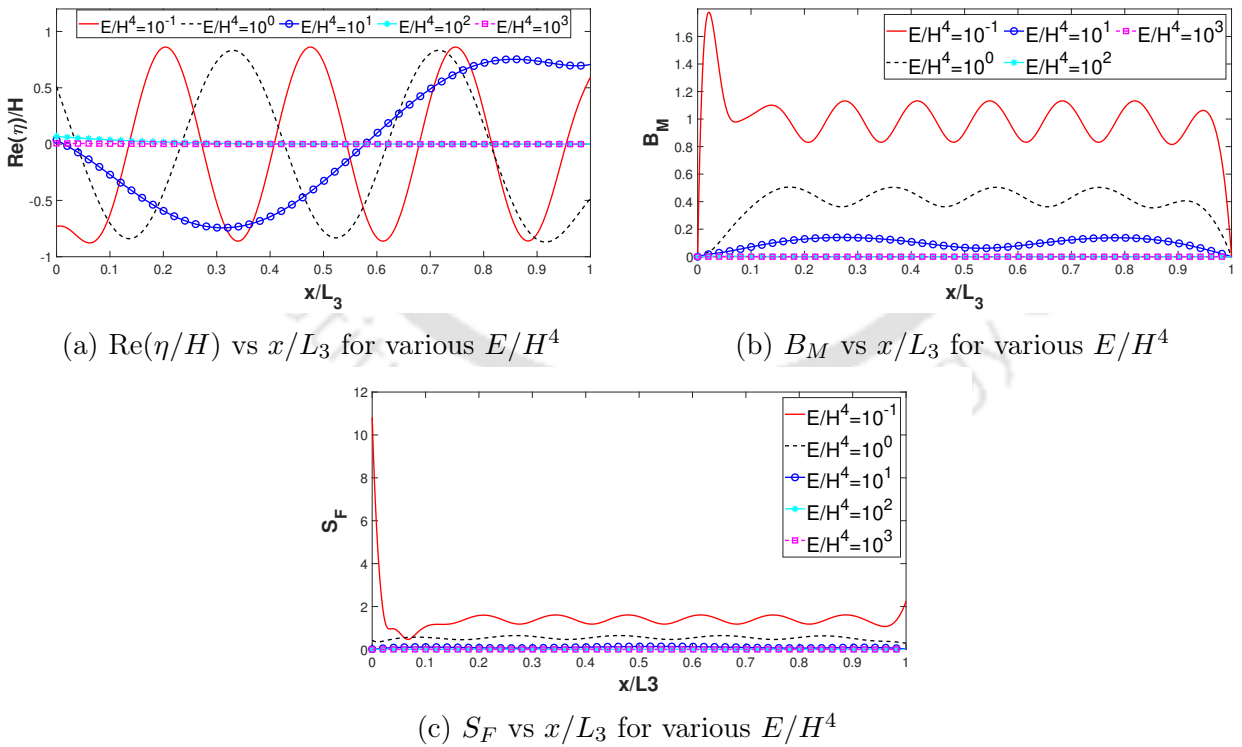 E/H⁴=10⁻¹ E/H⁴=10⁰ E/H⁴=10¹ E/H⁴=10² E/H⁴=10³
1
0.5
0
-0.5
-1
Re(η)/H
0 0.1 0.2 0.3 0.4 0.5 0.6 0.7 0.8 0.9 1
x/L₃
(a) Re(η/H) vs x/L₃ for various E/H⁴
E/H⁴=10⁻¹ E/H⁴=10¹ E/H⁴=10³
E/H⁴=10⁰ E/H⁴=10²
1.6
1.4
1.2
1
0.8
0.6
0.4
0.2
0
B_M
0 0.1 0.2 0.3 0.4 0.5 0.6 0.7 0.8 0.9 1
x/L₃
(b) B_M vs x/L₃ for various E/H⁴
12
10
8
6
4
2
0
S_F
E/H⁴=10⁻¹
E/H⁴=10⁰
E/H⁴=10¹
E/H⁴=10²
E/H⁴=10³
0 0.1 0.2 0.3 0.4 0.5 0.6 0.7 0.8 0.9 1
x/L3
(c) S_F vs x/L₃ for various E/H⁴